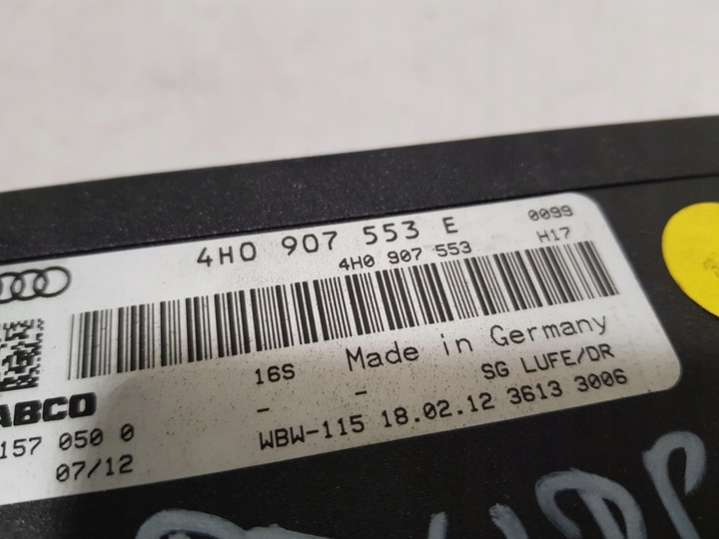 4H0 907 553 E 0099
4H0 907 553 H17
16S Made in Germany
SG LUFE/DR
ABCO - -
157 050 0 WBW-115 18.02.12 3613 3006
07/12